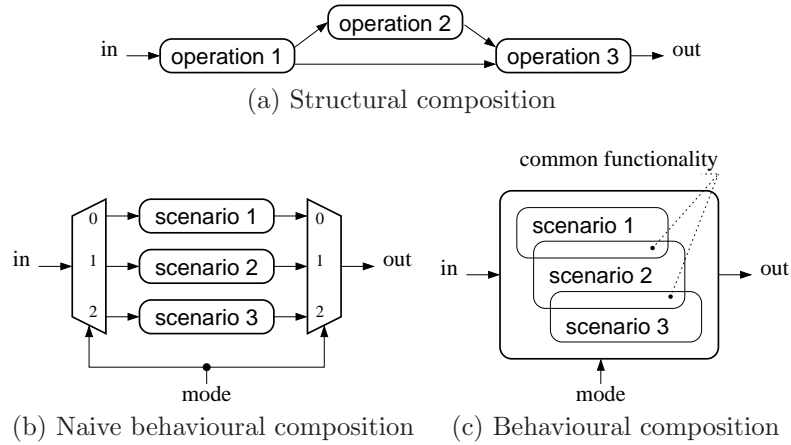 in operation 1 operation 2 operation 3 out
(a) Structural composition
in
0 scenario 1 0
1 scenario 2 1
2 scenario 3 2
out
mode
(b) Naive behavioural composition
common functionality
in
scenario 1
scenario 2
scenario 3
out
mode
(c) Behavioural composition